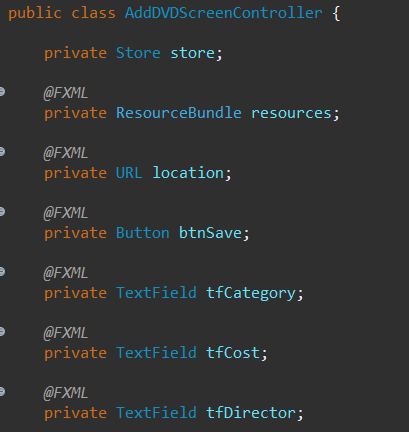 public class AddDVDScreenController {
private Store store;
@FXML
private ResourceBundle resources;
@FXML
private URL location;
@FXML
private Button btnSave;
@FXML
private TextField tfCategory;
@FXML
private TextField tfCost;
@FXML
private TextField tfDirector;